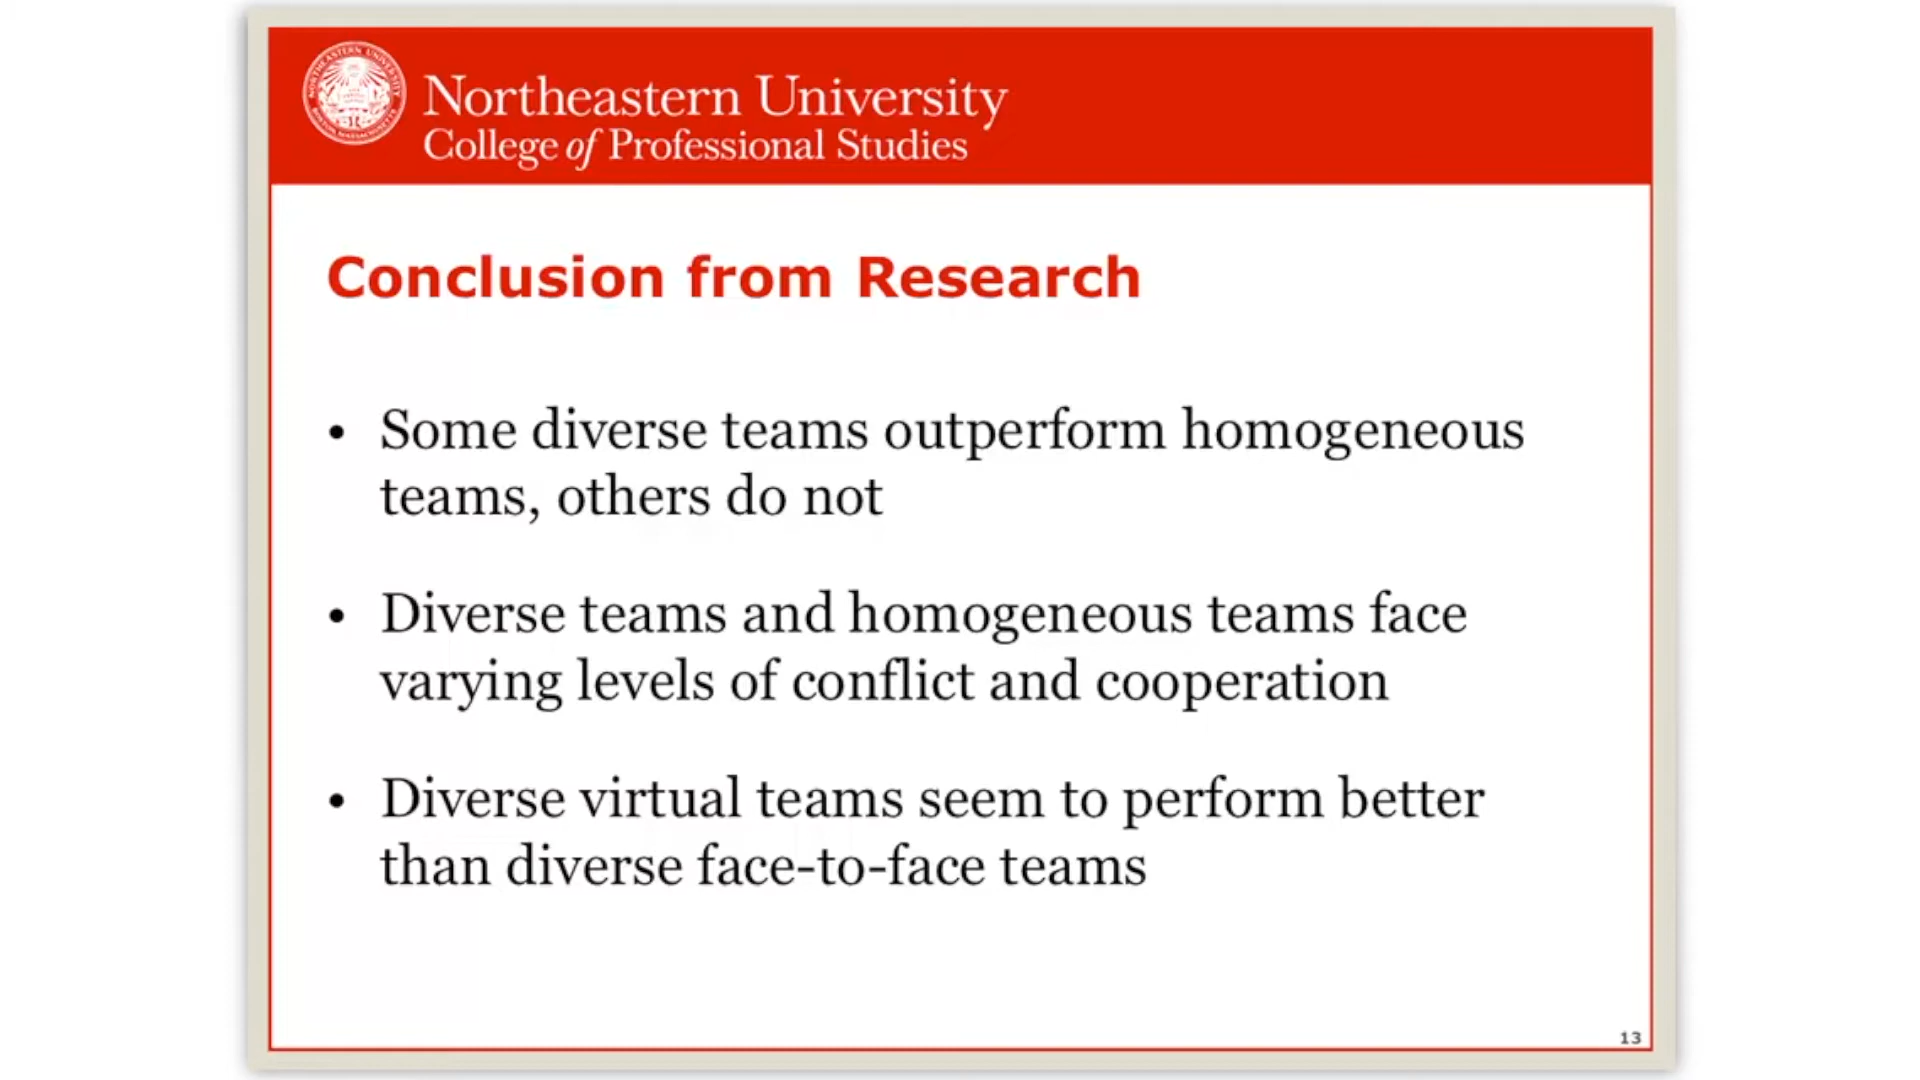 Northeastern University
College of Professional Studies
Conclusion from Research
• Some diverse teams outperform homogeneous
teams, others do not
• Diverse teams and homogeneous teams face
varying levels of conflict and cooperation
• Diverse virtual teams seem to perform better
than diverse face-to-face teams
13